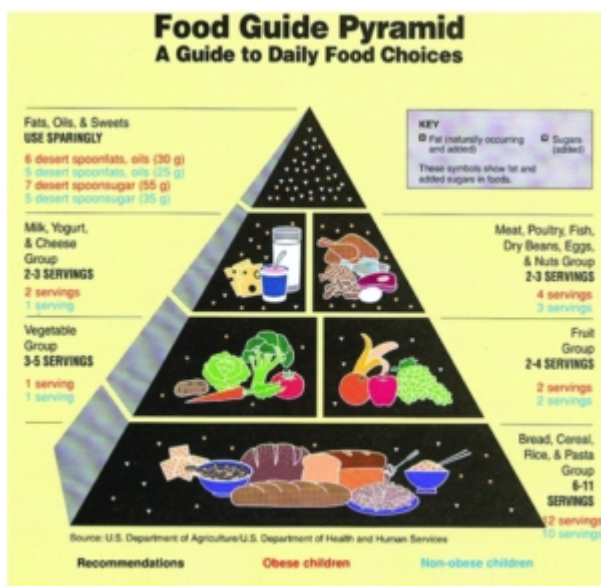 Food Guide Pyramid
A Guide to Daily Food Choices
Fats, Oils, & Sweets
USE SPARINGLY
6 desert spoonfats, oils (30 g)
5 desert spoonfats, oils (25 g)
7 desert spoonsugar (55 g)
5 desert spoonsugar (35 g)
KEY
Fat (naturally occurring
and added)
Sugars
(added)
These symbols show fat and
added sugars in foods.
Milk, Yogurt,
& Cheese
Group
2-3 SERVINGS
2 servings
1 serving
Meat, Poultry, Fish,
Dry Beans, Eggs,
& Nuts Group
2-3 SERVINGS
4 servings
3 servings
Vegetable
Group
3-5 SERVINGS
1 serving
1 serving
Fruit
Group
2-4 SERVINGS
2 servings
2 servings
Bread, Cereal,
Rice, & Pasta
Group
6-11
SERVINGS
12 servings
10 servings
Source: U.S. Department of Agriculture/U.S. Department of Health and Human Services
Recommendations
Obese children
Non-obese children